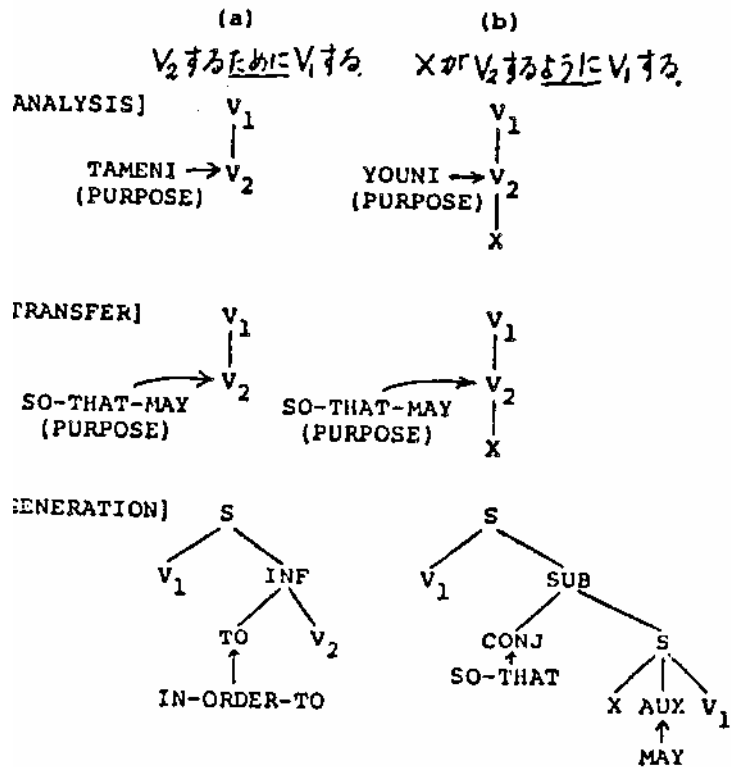 (a) (b)
V₂するためにV₁する. XがV₂するようにV₁する.
ANALYSIS] V₁ V₁
TAMENI → V₂ YOUNI → V₂
(PURPOSE) (PURPOSE)
X
TRANSFER] V₁ V₁
V₂ V₂
SO-THAT-MAY SO-THAT-MAY
(PURPOSE) (PURPOSE)
X
GENERATION] S S
V₁ INF V₁ SUB
TO V₂ CONJ S
IN-ORDER-TO SO-THAT
X AUX V₁
MAY